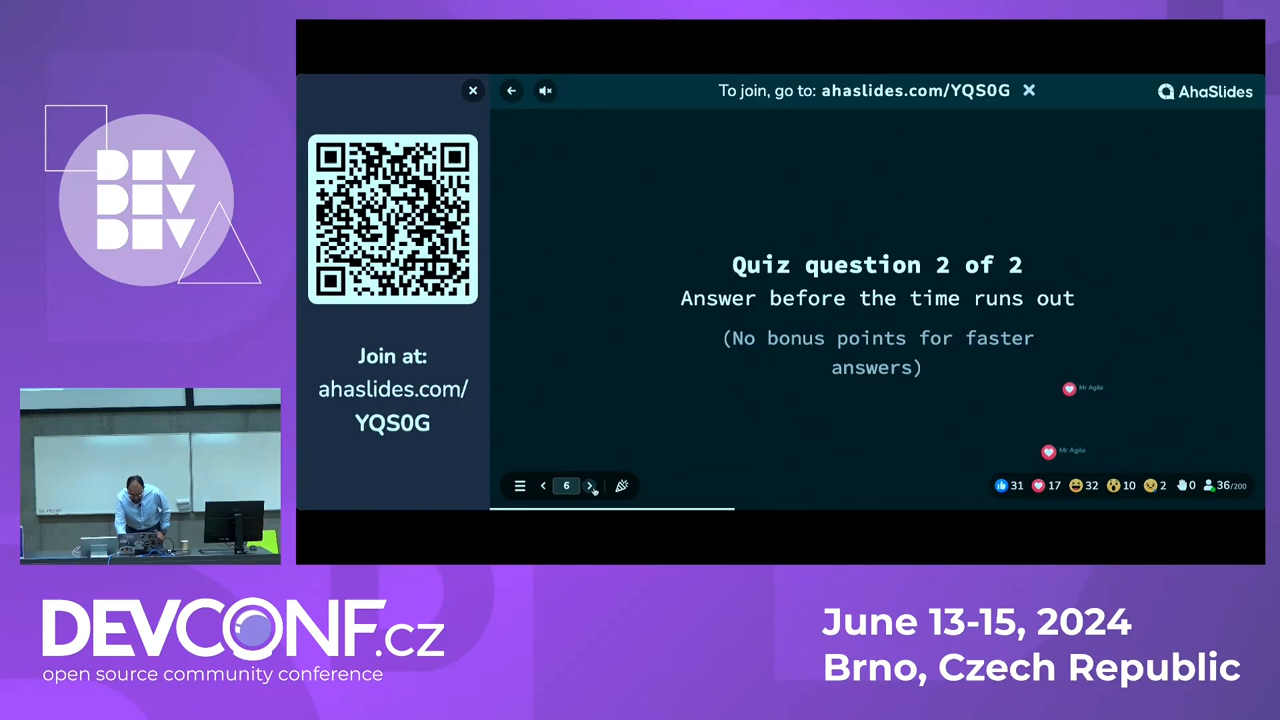 DEV
DEV
DEV
To join, go to: ahaslides.com/YQS0G
AhaSlides
Join at:
ahaslides.com/
YQS0G
Quiz question 2 of 2
Answer before the time runs out
(No bonus points for faster
answers)
Mr Agile
Mr Agile
6
31 17 32 10 2 0 36/200
DEVCONF.cz
open source community conference
June 13-15, 2024
Brno, Czech Republic